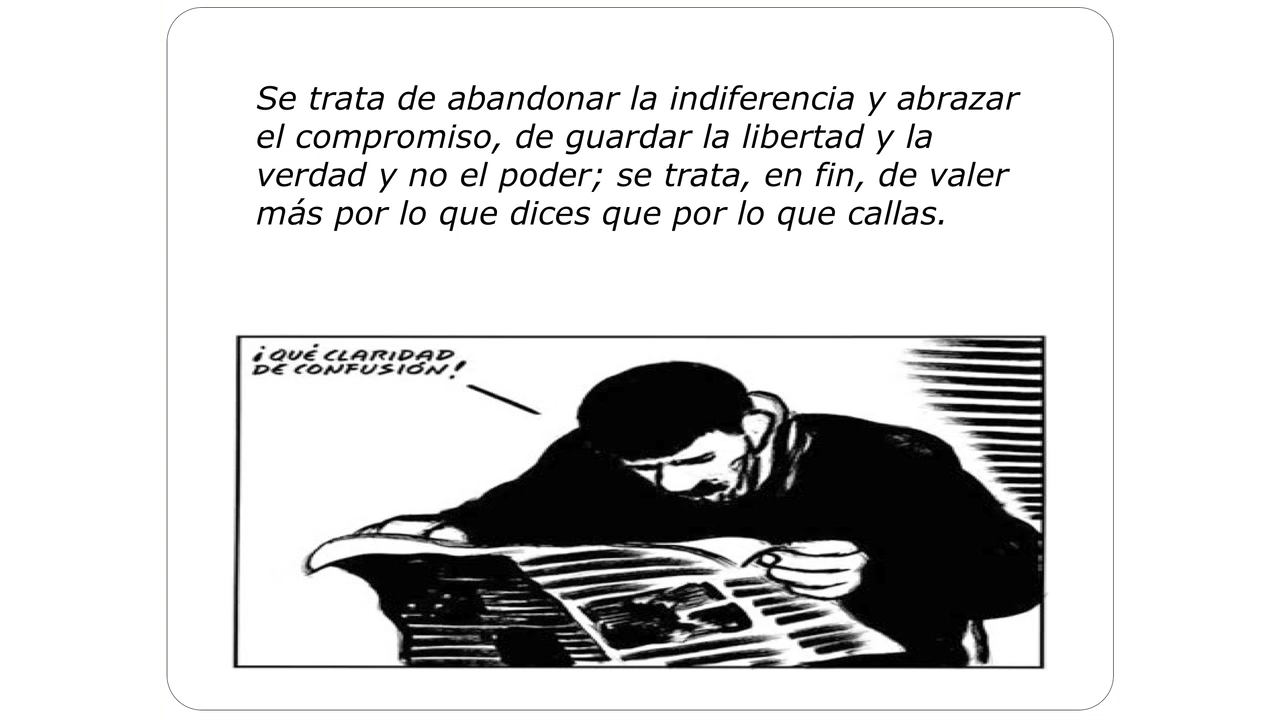 Se trata de abandonar la indiferencia y abrazar
el compromiso, de guardar la libertad y la
verdad y no el poder; se trata, en fin, de valer
más por lo que dices que por lo que callas.
¡QUÉ CLARIDAD
DE CONFUSIÓN!